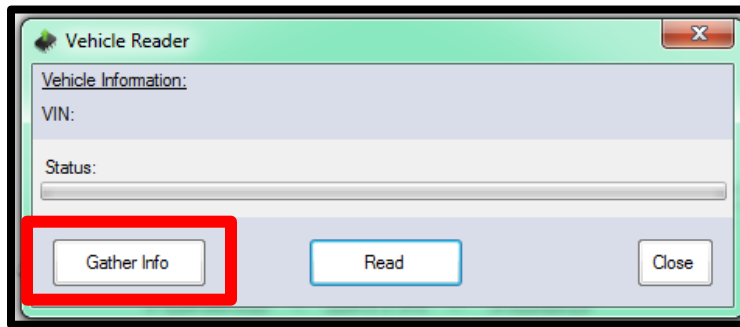 Vehicle Reader
Vehicle Information:
VIN:
Status:
Gather Info Read Close